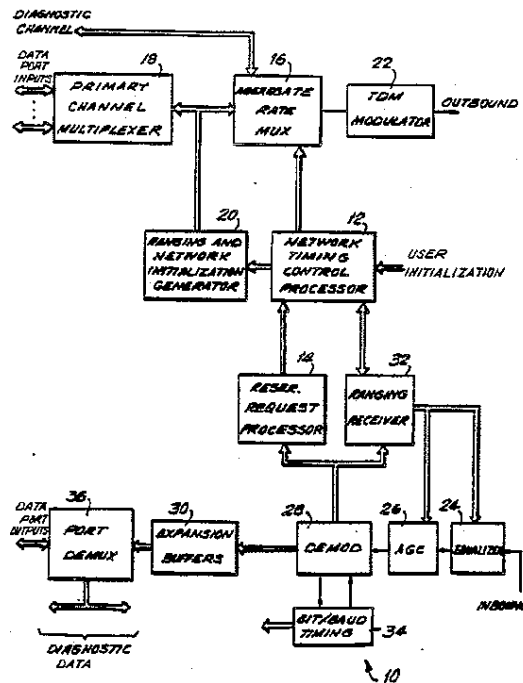 DIAGNOSTIC
CHANNEL
DATA
PORT
INPUTS
18
PRIMARY
CHANNEL
MULTIPLEXER
16
AGGREGATE
RATE
MUX
22
TDM
MODULATOR
OUTBOUND
20
RANGING AND
NETWORK
INITIALIZATION
GENERATOR
12
NETWORK
TIMING
CONTROL
PROCESSOR
USER
INITIALIZATION
14
RESER.
REQUEST
PROCESSOR
32
RANGING
RECEIVER
DATA
PORT
OUTPUTS
36
PORT
DEMUX
30
EXPANSION
BUFFERS
28
DEMOD
26
AGC
24
EQUALIZER
INBOUND
BIT/BAUD
TIMING
34
DIAGNOSTIC
DATA
10